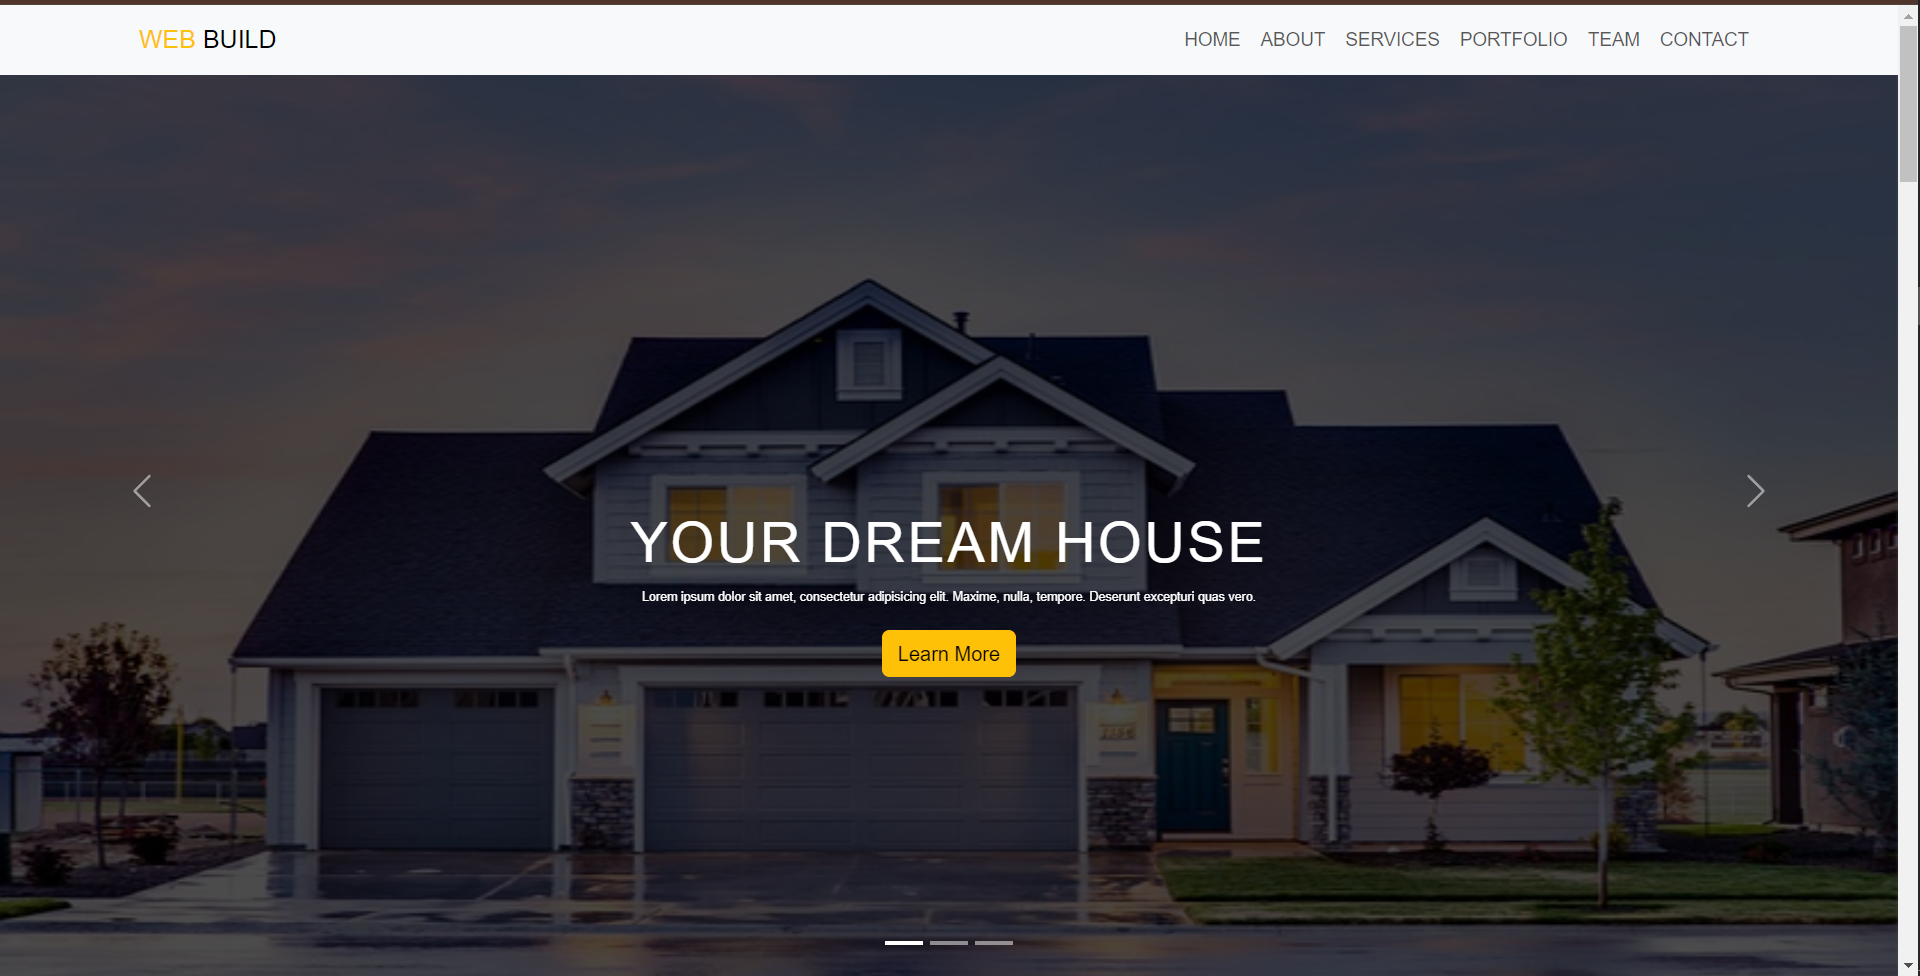 WEB BUILD
HOME ABOUT SERVICES PORTFOLIO TEAM CONTACT
YOUR DREAM HOUSE
Lorem ipsum dolor sit amet, consectetur adipisicing elit. Maxime, nulla, tempore. Deserunt excepturi quas vero.
Learn More